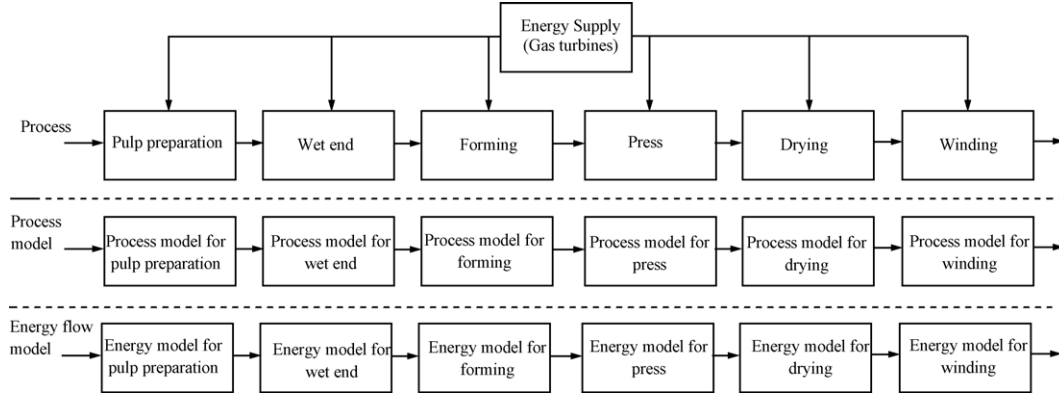 Energy Supply
(Gas turbines)
Process
Pulp preparation
Wet end
Forming
Press
Drying
Winding
Process
model
Process model for
pulp preparation
Process model for
wet end
Process model for
forming
Process model for
press
Process model for
drying
Process model for
winding
Energy flow
model
Energy model for
pulp preparation
Energy model for
wet end
Energy model for
forming
Energy model for
press
Energy model for
drying
Energy model for
winding